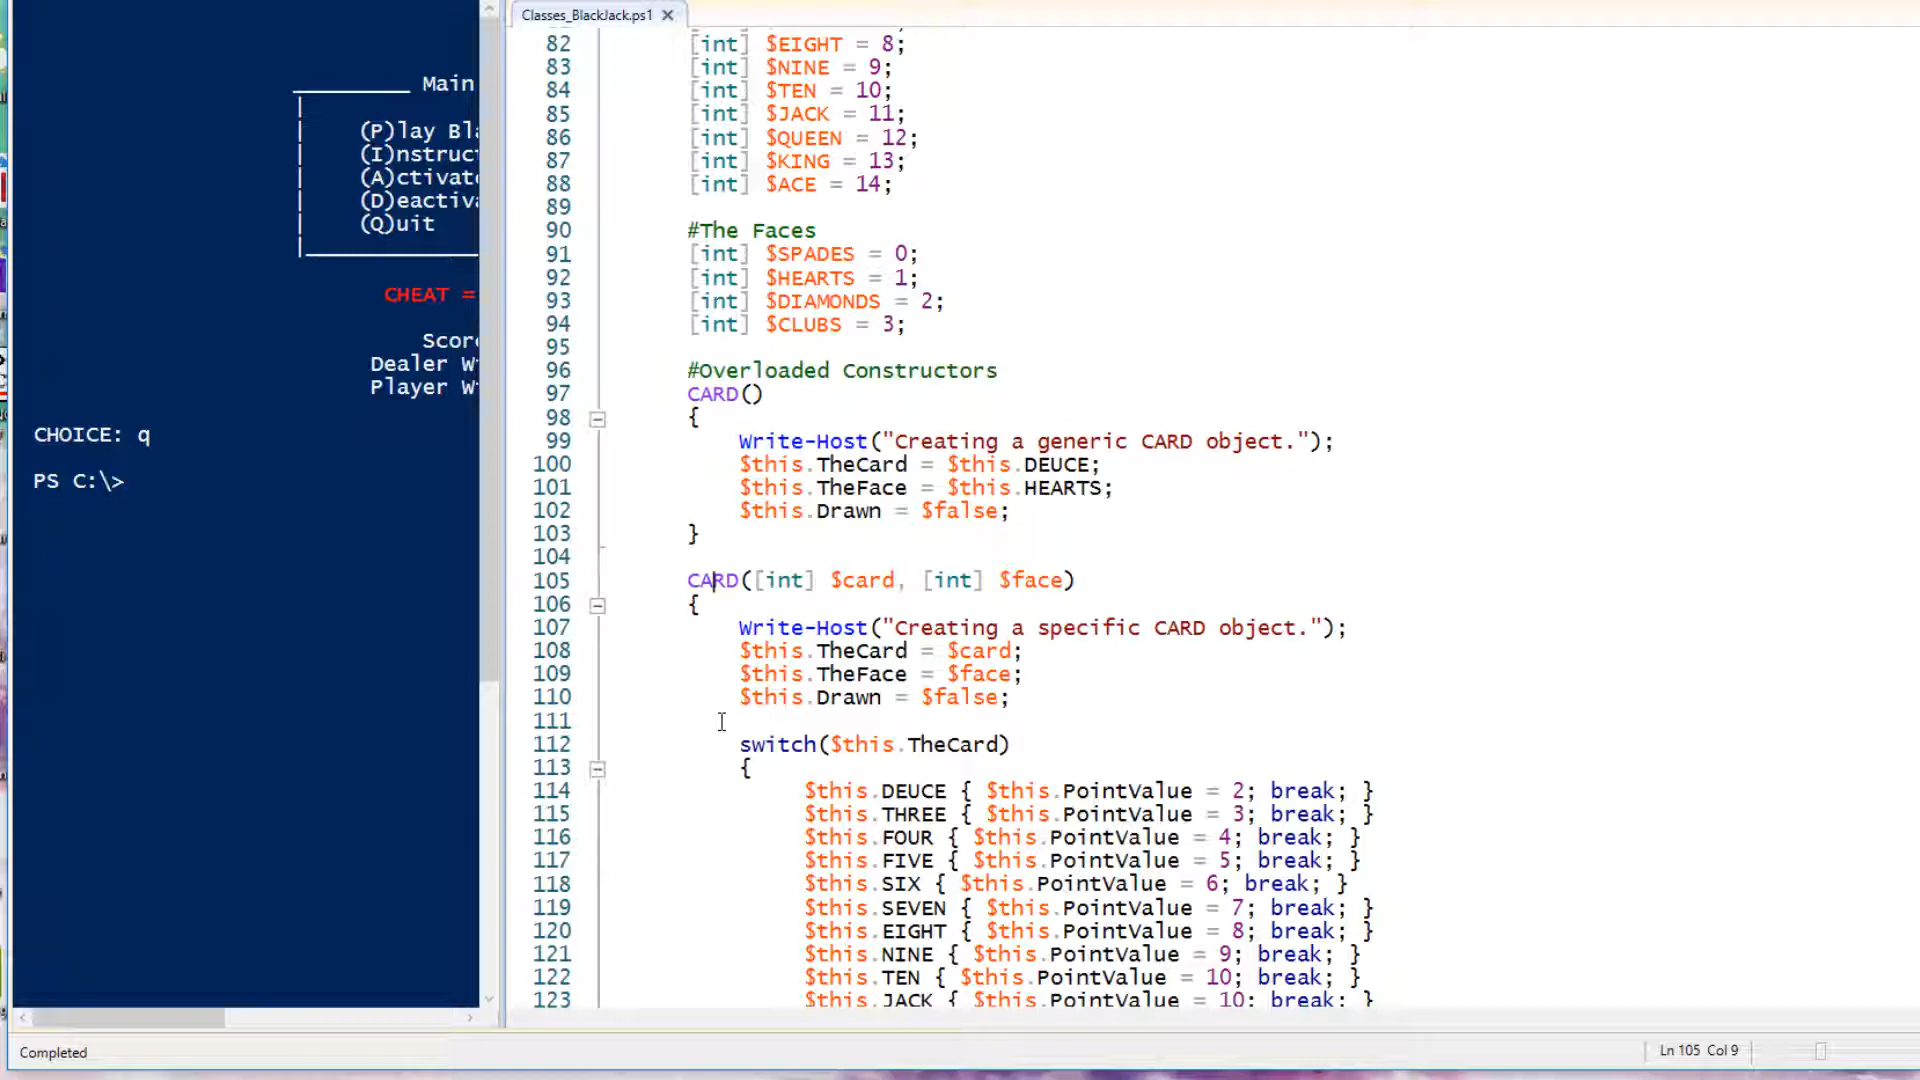 Classes_BlackJack.ps1
Main
(P)lay
(I)nstruc
(A)ctivat
(D)eactiv
(Q)uit
CHEAT =
Scor
Dealer W
Player W
CHOICE: q
PS C:\>
82 [int] $EIGHT = 8;
83 [int] $NINE = 9;
84 [int] $TEN = 10;
85 [int] $JACK = 11;
86 [int] $QUEEN = 12;
87 [int] $KING = 13;
88 [int] $ACE = 14;
89
90 #The Faces
91 [int] $SPADES = 0;
92 [int] $HEARTS = 1;
93 [int] $DIAMONDS = 2;
94 [int] $CLUBS = 3;
95
96 #Overloaded Constructors
97 CARD()
98 {
99 Write-Host("Creating a generic CARD object.");
100 $this.TheCard = $this.DEUCE;
101 $this.TheFace = $this.HEARTS;
102 $this.Drawn = $false;
103 }
104
105 CARD([int] $card, [int] $face)
106 {
107 Write-Host("Creating a specific CARD object.");
108 $this.TheCard = $card;
109 $this.TheFace = $face;
110 $this.Drawn = $false;
111
112 switch($this.TheCard)
113 {
114 $this.DEUCE { $this.PointValue = 2; break; }
115 $this.THREE { $this.PointValue = 3; break; }
116 $this.FOUR { $this.PointValue = 4; break; }
117 $this.FIVE { $this.PointValue = 5; break; }
118 $this.SIX { $this.PointValue = 6; break; }
119 $this.SEVEN { $this.PointValue = 7; break; }
120 $this.EIGHT { $this.PointValue = 8; break; }
121 $this.NINE { $this.PointValue = 9; break; }
122 $this.TEN { $this.PointValue = 10; break; }
123 $this.JACK { $this.PointValue = 10; break; }
Completed
Ln 105 Col 9